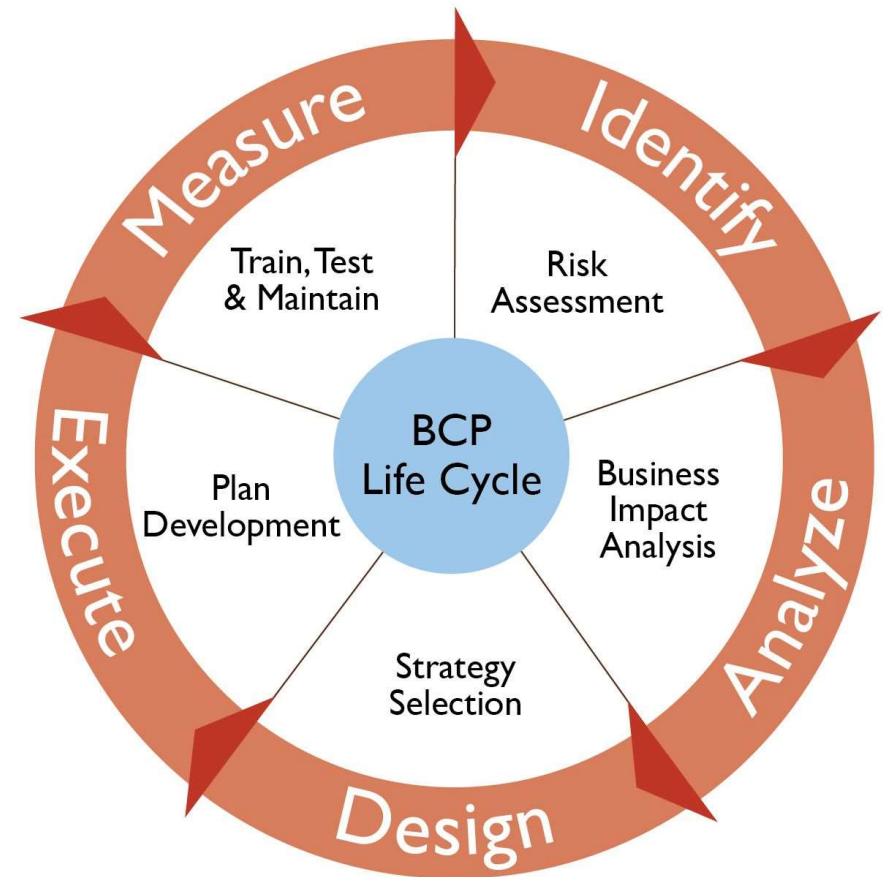 Measure
Identify
Train, Test
& Maintain
Risk
Assessment
BCP
Life Cycle
Execute
Plan
Development
Business
Impact
Analysis
Analyze
Strategy
Selection
Design